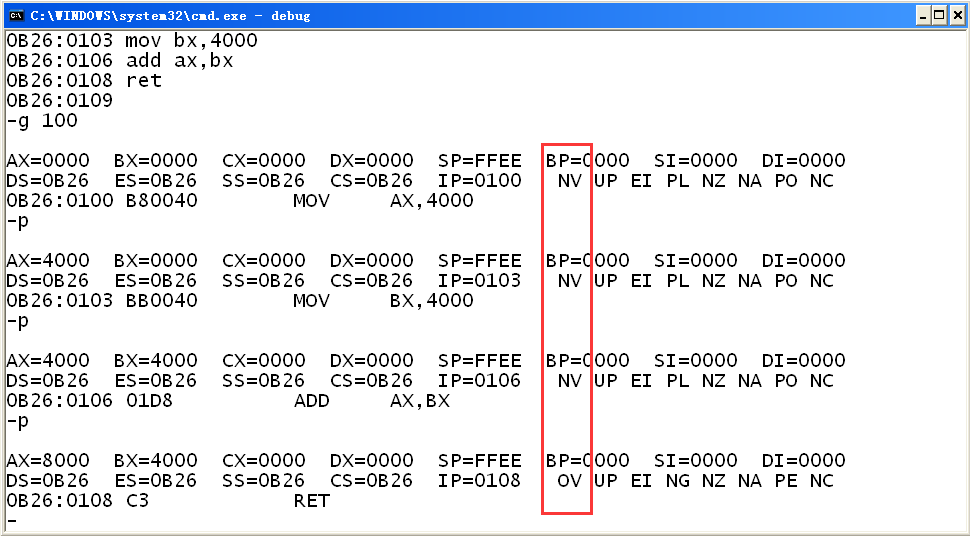 C:\WINDOWS\system32\cmd.exe - debug
0B26:0103 mov bx,4000
0B26:0106 add ax,bx
0B26:0108 ret
0B26:0109
-g 100
AX=0000  BX=0000  CX=0000  DX=0000  SP=FFEE  BP=0000  SI=0000  DI=0000
DS=0B26  ES=0B26  SS=0B26  CS=0B26  IP=0100   NV UP EI PL NZ NA PO NC
0B26:0100 B80040        MOV     AX,4000
-p
AX=4000  BX=0000  CX=0000  DX=0000  SP=FFEE  BP=0000  SI=0000  DI=0000
DS=0B26  ES=0B26  SS=0B26  CS=0B26  IP=0103   NV UP EI PL NZ NA PO NC
0B26:0103 BB0040        MOV     BX,4000
-p
AX=4000  BX=4000  CX=0000  DX=0000  SP=FFEE  BP=0000  SI=0000  DI=0000
DS=0B26  ES=0B26  SS=0B26  CS=0B26  IP=0106   NV UP EI PL NZ NA PO NC
0B26:0106 01D8          ADD     AX,BX
-p
AX=8000  BX=4000  CX=0000  DX=0000  SP=FFEE  BP=0000  SI=0000  DI=0000
DS=0B26  ES=0B26  SS=0B26  CS=0B26  IP=0108   OV UP EI NG NZ NA PE NC
0B26:0108 C3            RET
-